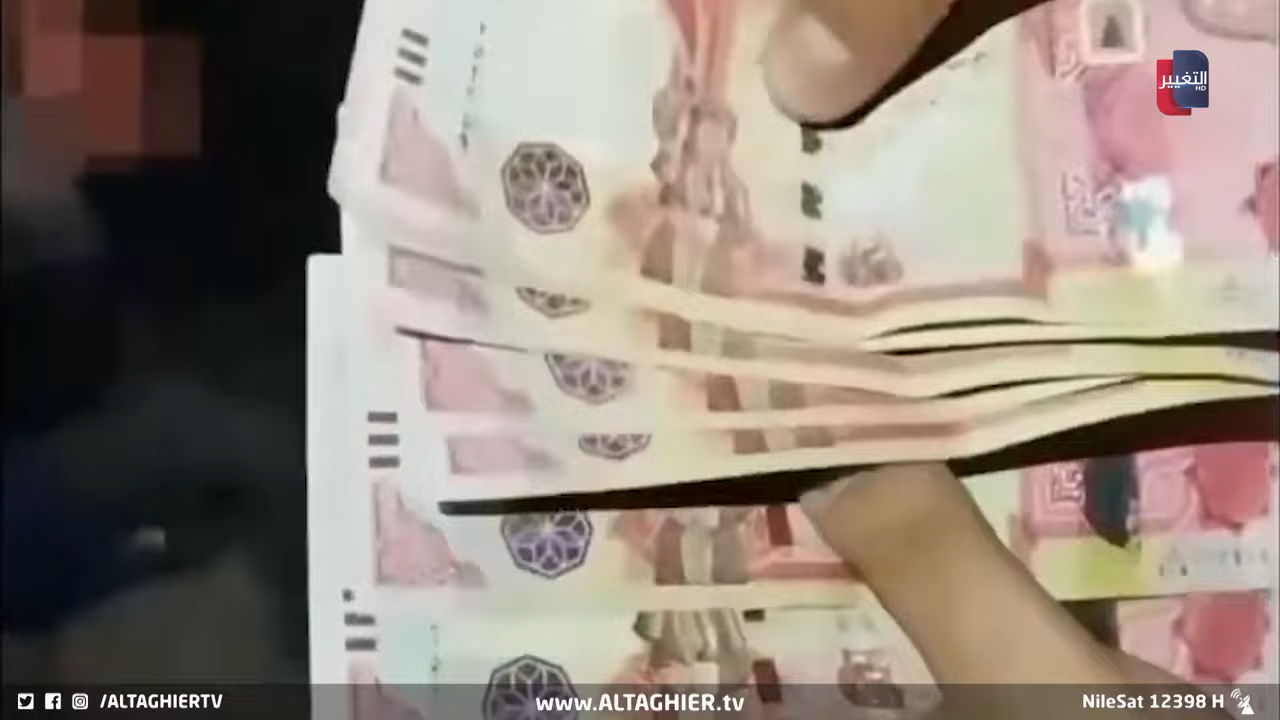 التغيير
HD
/ALTAGHIERTV
www.ALTAGHIER.tv
NileSat 12398 H